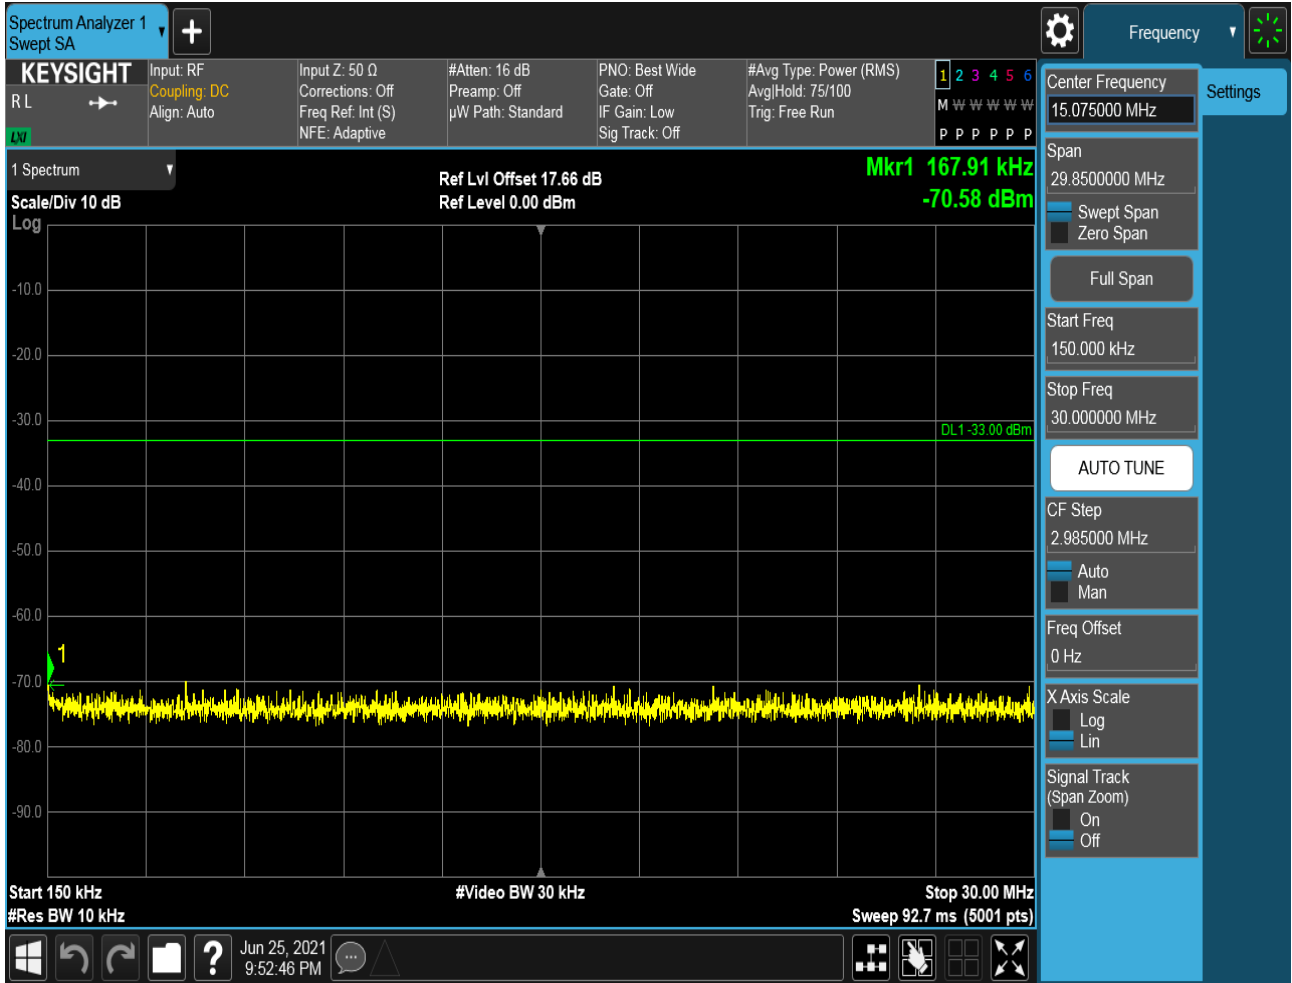 Spectrum Analyzer 1
Swept SA
Frequency
KEYSIGHT
R L
LXI
Input: RF
Coupling: DC
Align: Auto
Input Z: 50 Ω
Corrections: Off
Freq Ref: Int (S)
NFE: Adaptive
#Atten: 16 dB
Preamp: Off
µW Path: Standard
PNO: Best Wide
Gate: Off
IF Gain: Low
Sig Track: Off
#Avg Type: Power (RMS)
Avg|Hold: 75/100
Trig: Free Run
1 2 3 4 5 6
M W W W W W
P P P P P P
1 Spectrum
Scale/Div 10 dB
Log
Ref Lvl Offset 17.66 dB
Ref Level 0.00 dBm
Mkr1 167.91 kHz
-70.58 dBm
-10.0
-20.0
-30.0
DL1 -33.00 dBm
-40.0
-50.0
-60.0
1
-70.0
-80.0
-90.0
Start 150 kHz
#Video BW 30 kHz
Stop 30.00 MHz
#Res BW 10 kHz
Sweep 92.7 ms (5001 pts)
Center Frequency
15.075000 MHz
Settings
Span
29.8500000 MHz
Swept Span
Zero Span
Full Span
Start Freq
150.000 kHz
Stop Freq
30.000000 MHz
AUTO TUNE
CF Step
2.985000 MHz
Auto
Man
Freq Offset
0 Hz
X Axis Scale
Log
Lin
Signal Track
(Span Zoom)
On
Off
?
Jun 25, 2021
9:52:46 PM